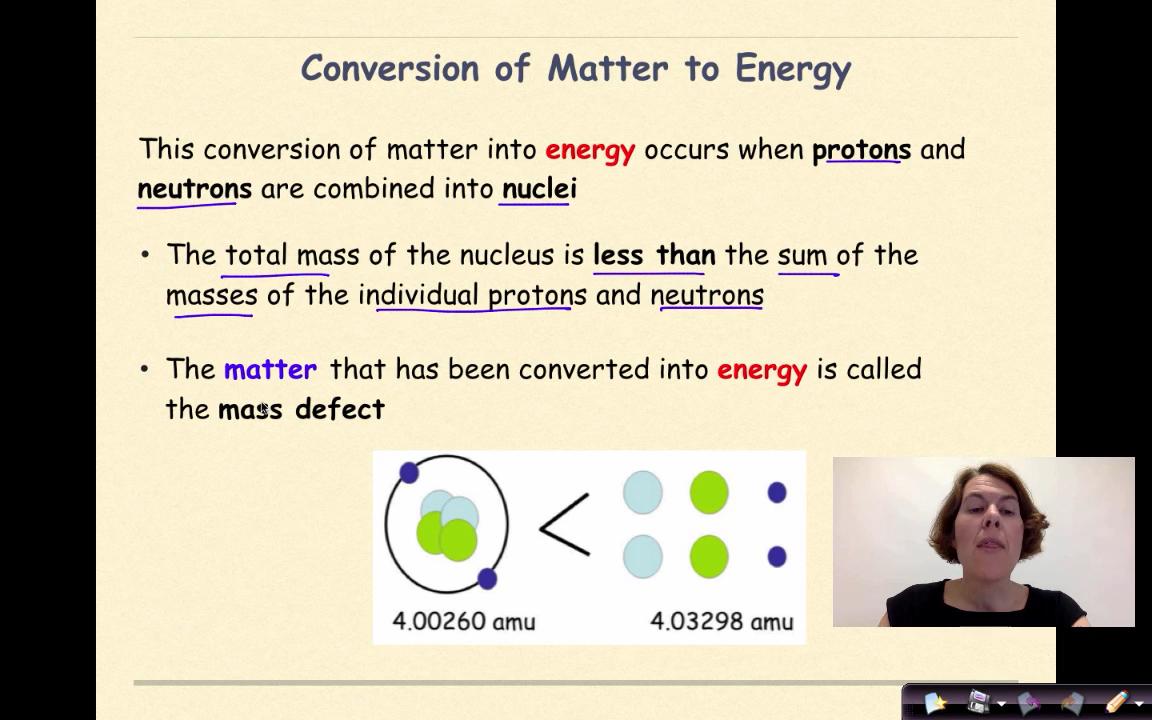 Conversion of Matter to Energy
This conversion of matter into energy occurs when protons and
neutrons are combined into nuclei
• The total mass of the nucleus is less than the sum of the
masses of the individual protons and neutrons
• The matter that has been converted into energy is called
the mass defect
<
4.00260 amu 4.03298 amu